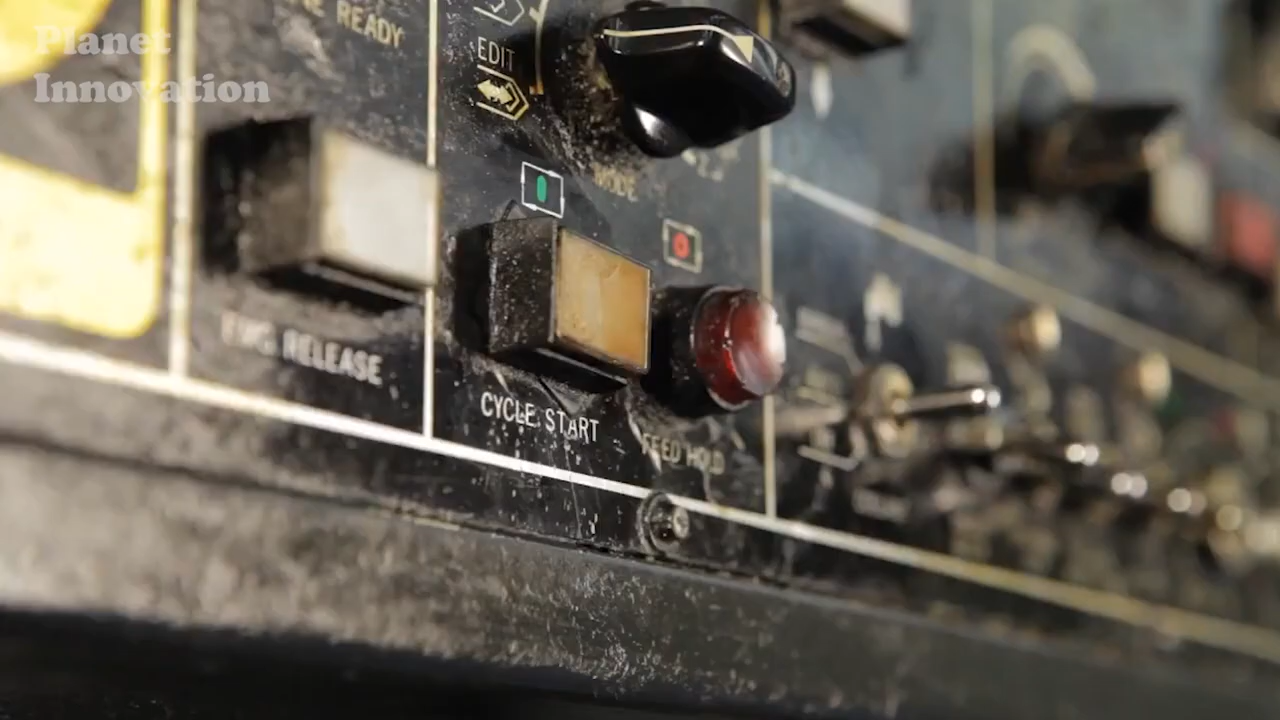 Planet
Innovation
READY
EDIT
MODE
RELEASE
CYCLE START
FEED HOLD